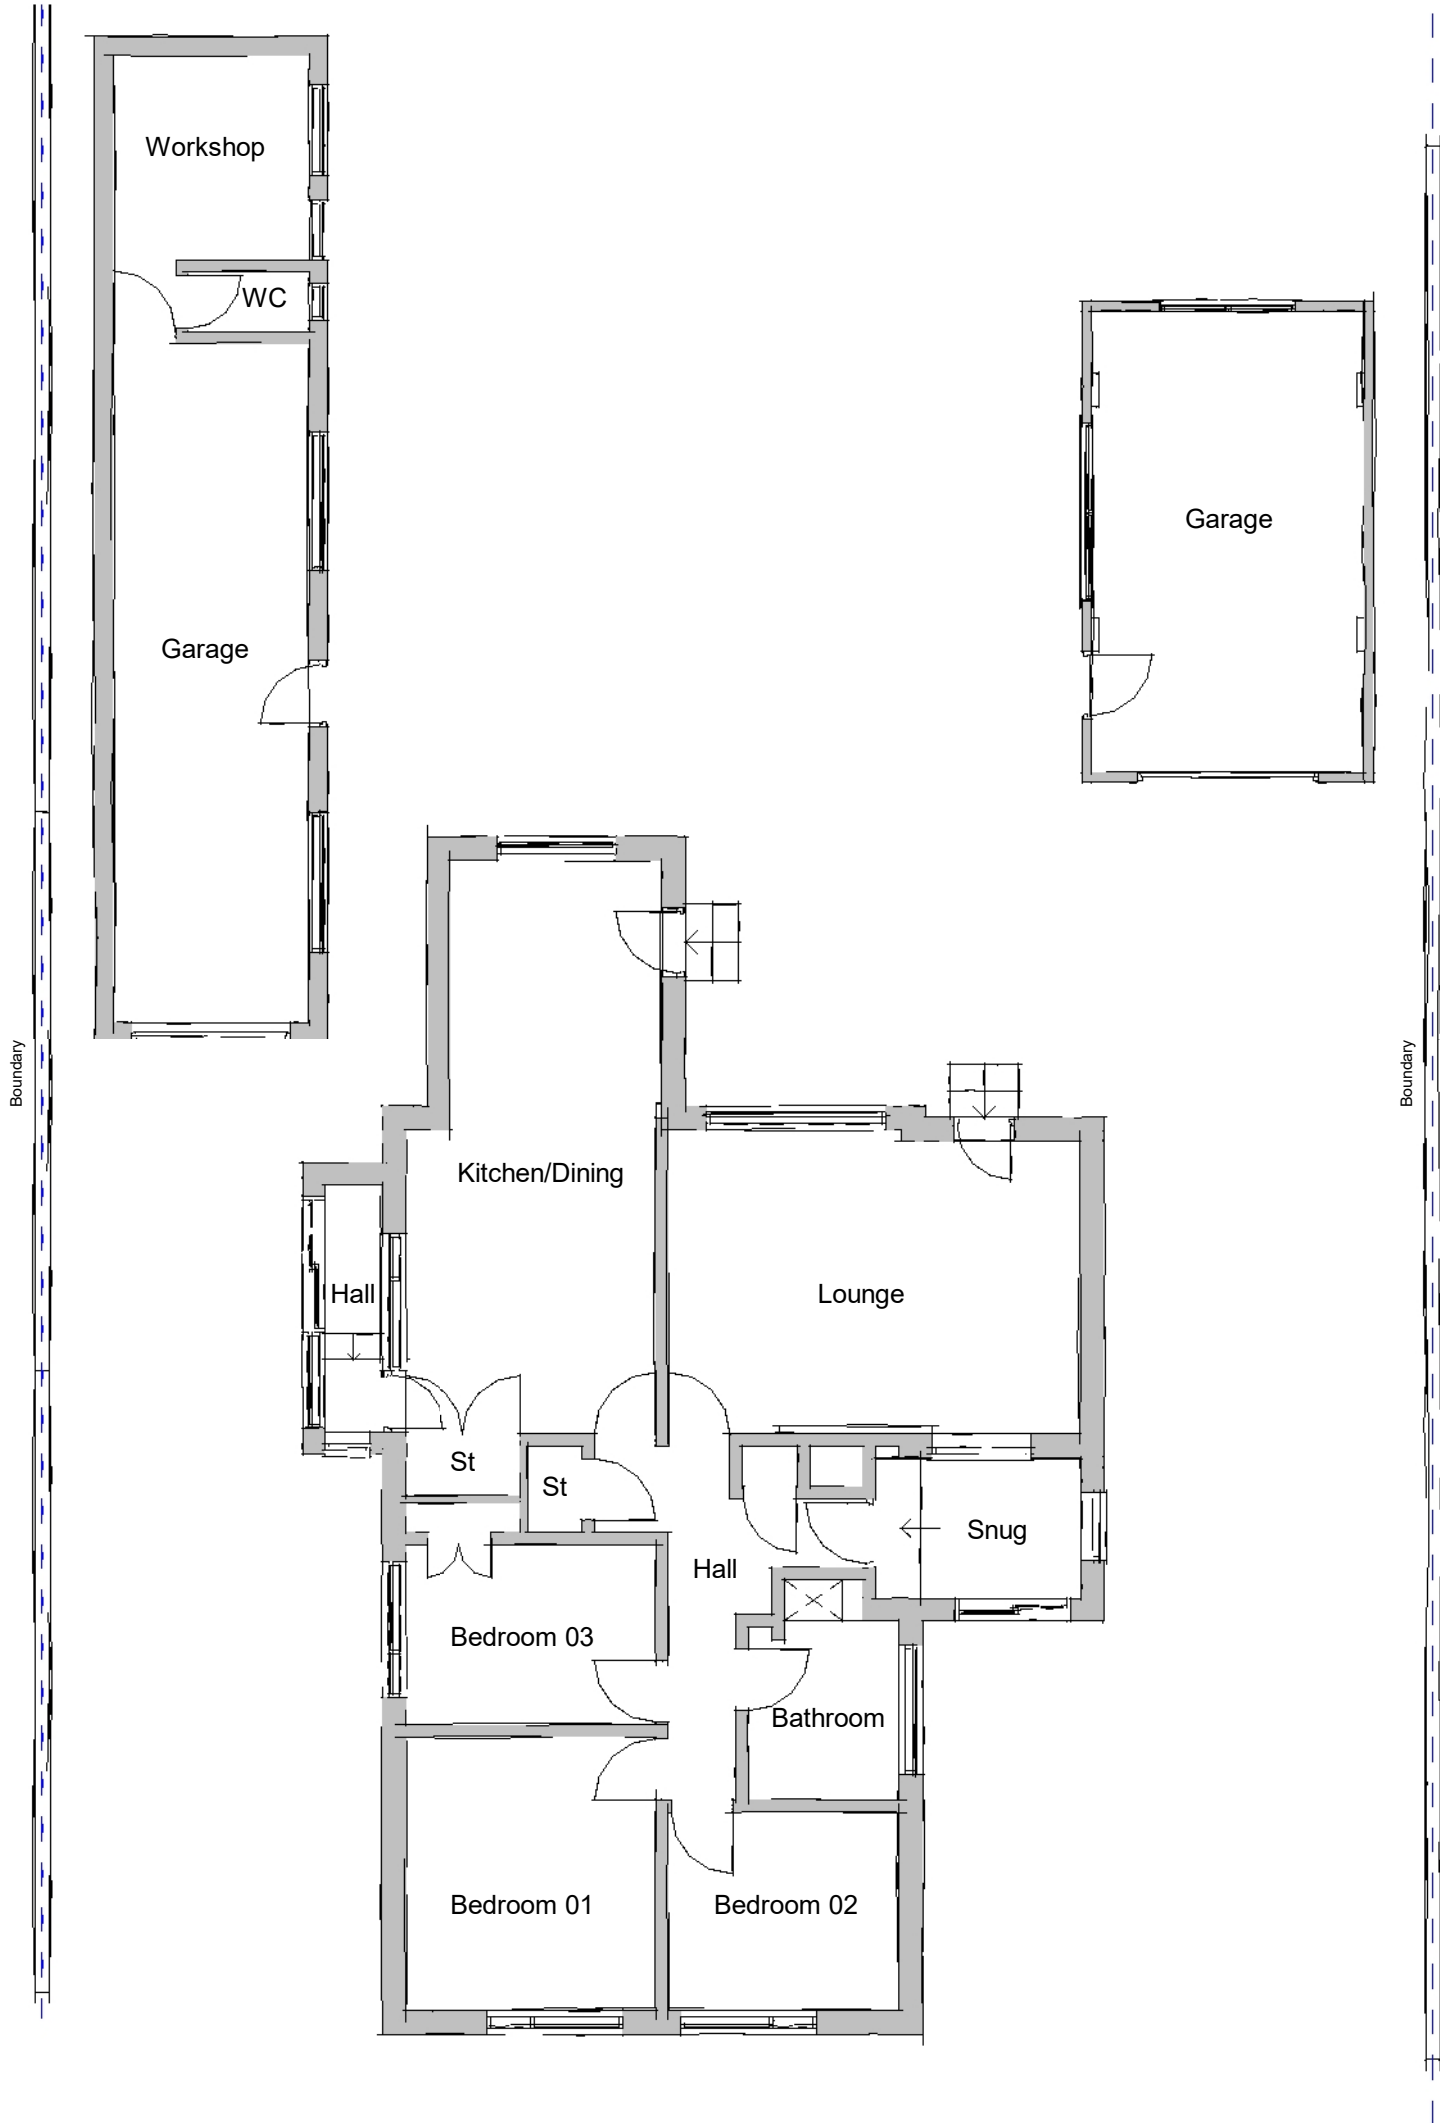 Workshop
WC
Garage
Garage
Boundary
Boundary
Kitchen/Dining
Hall
Lounge
St
St
Snug
Hall
Bedroom 03
Bathroom
Bedroom 01
Bedroom 02